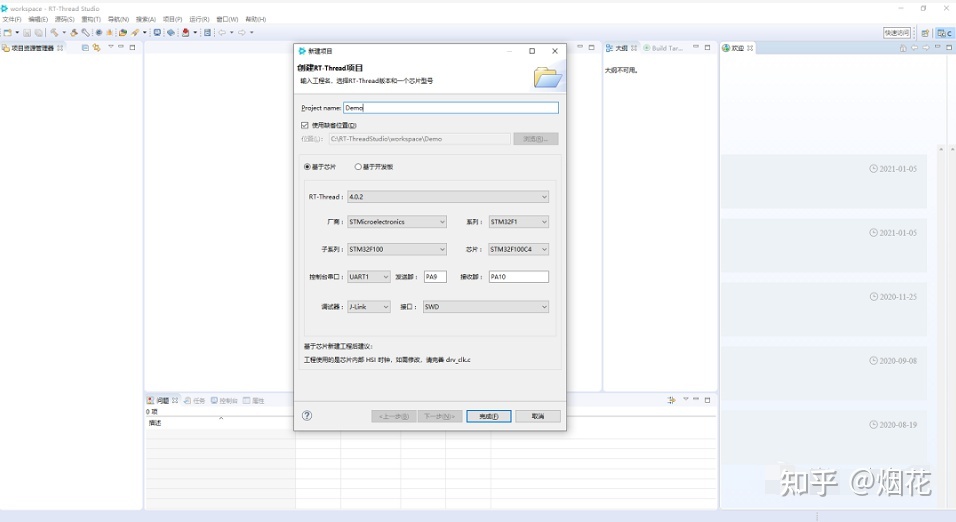 workspace - RT-Thread Studio
文件(F) 编辑(E) 源码(S) 重构(T) 导航(N) 搜索(A) 项目(P) 运行(R) 窗口(W) 帮助(H)
快速访问
项目资源管理器
大纲 Build Tar...
欢迎
大纲不可用。
新建项目
创建RT-Thread项目
输入工程名、选择RT-Thread版本和一个芯片型号
Project name: Demo
使用缺省位置(D)
位置(L): C:\RT-ThreadStudio\workspace\Demo 浏览(R)...
基于芯片 基于开发板
RT-Thread: 4.0.2
厂商: STMicroelectronics 系列: STM32F1
子系列: STM32F100 芯片: STM32F100C4
控制台串口: UART1 发送脚: PA9 接收脚: PA10
调试器: J-Link 接口: SWD
基于芯片新建工程后建议:
工程使用的是芯片内部 HSI 时钟，如需修改，请完善 drv_clk.c
<上一步(B) 下一步(N)> 完成(F) 取消
问题 任务 控制台 属性
0 项
描述
2021-01-05
2021-01-05
2020-11-25
2020-09-08
2020-08-19
知乎 @烟花